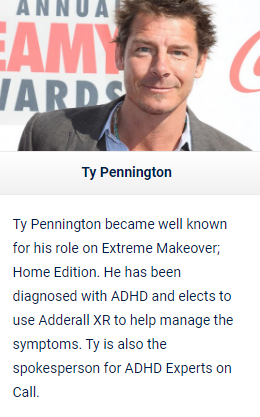 ANNUA
EAMY
WARDS
Ty Pennington
Ty Pennington became well known
for his role on Extreme Makeover;
Home Edition. He has been
diagnosed with ADHD and elects to
use Adderall XR to help manage the
symptoms. Ty is also the
spokesperson for ADHD Experts on
Call.